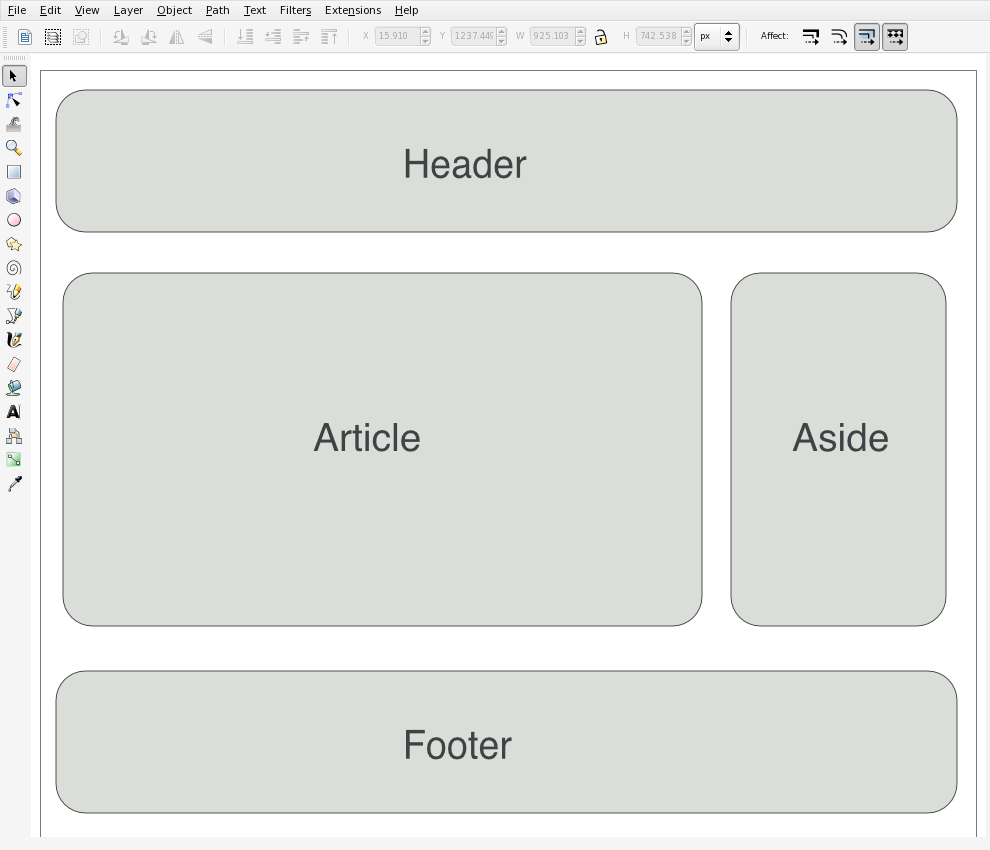 File Edit View Layer Object Path Text Filters Extensions Help
X 15.910 Y 1237.449 W 925.103 H 742.538 px Affect:
Header
Article Aside
A
Footer